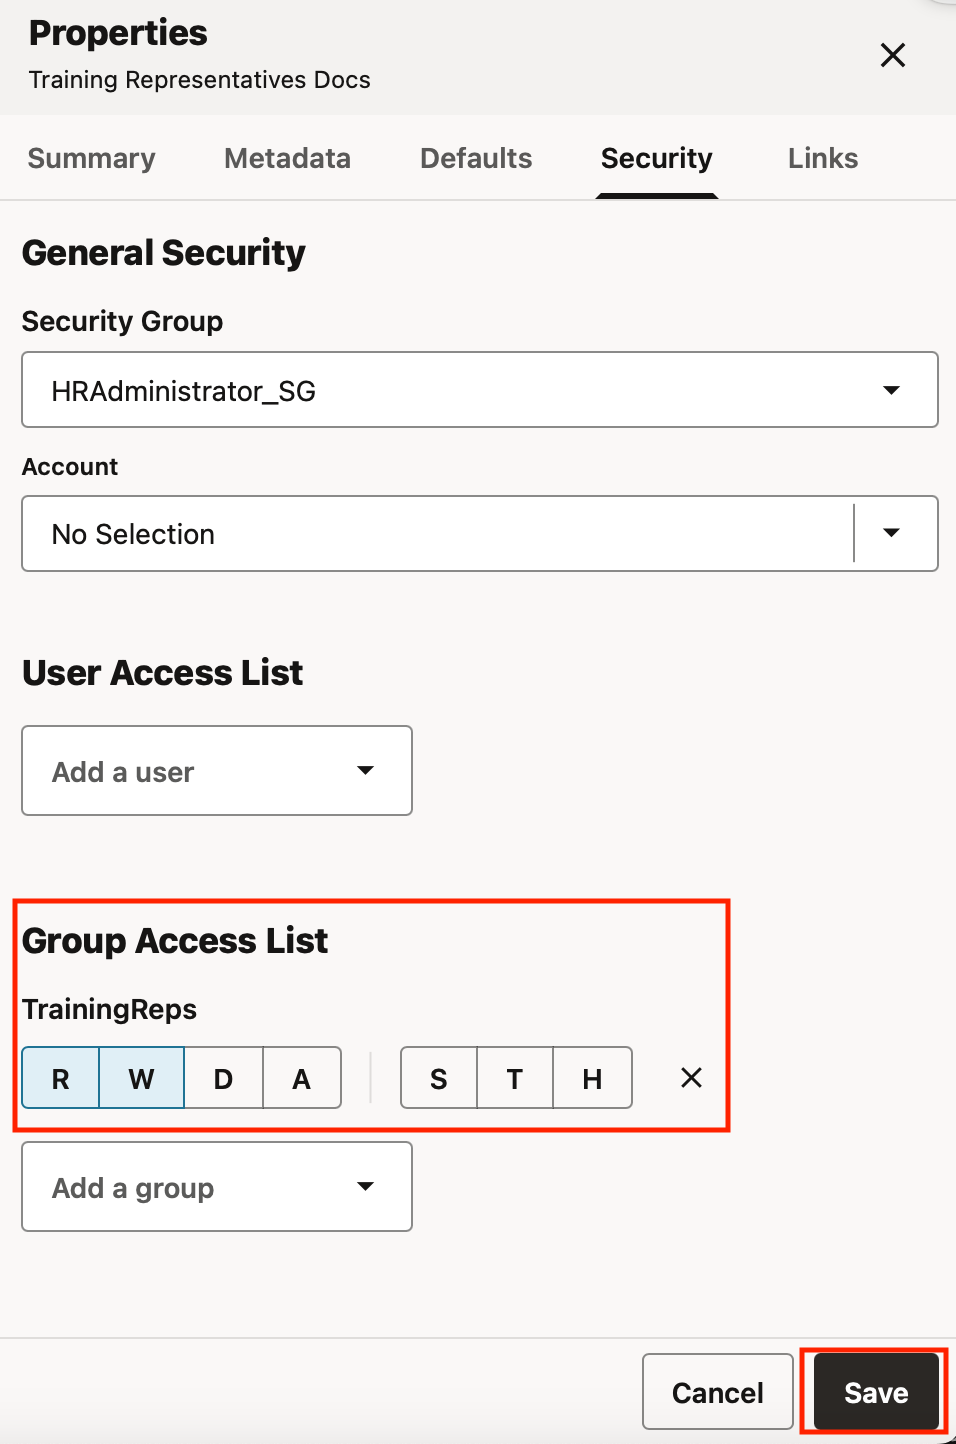 Properties
Training Representatives Docs
Summary Metadata Defaults Security Links
General Security
Security Group
HRAdministrator_SG
Account
No Selection
User Access List
Add a user
Group Access List
TrainingReps
R W D A S T H
Add a group
Cancel Save